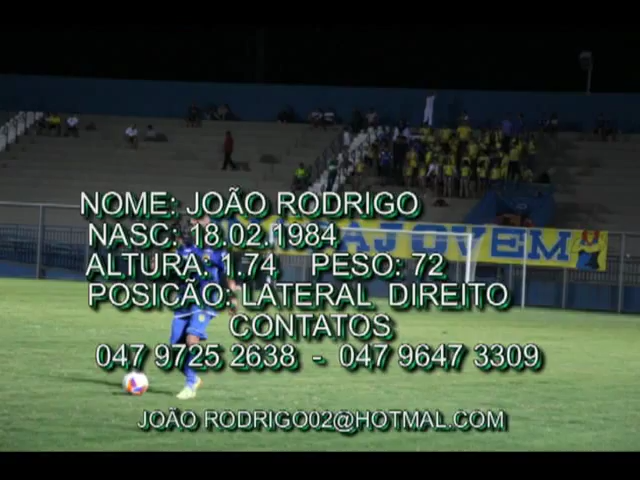 NOME: JOÃO RODRIGO
NASC: 18.02.1984
ALTURA: 1.74 PESO: 72
POSICÃO: LATERAL DIREITO
AJOVEM
CONTATOS
047 9725 2638 - 047 9647 3309
JOÃO RODRIGO02@HOTMAL.COM